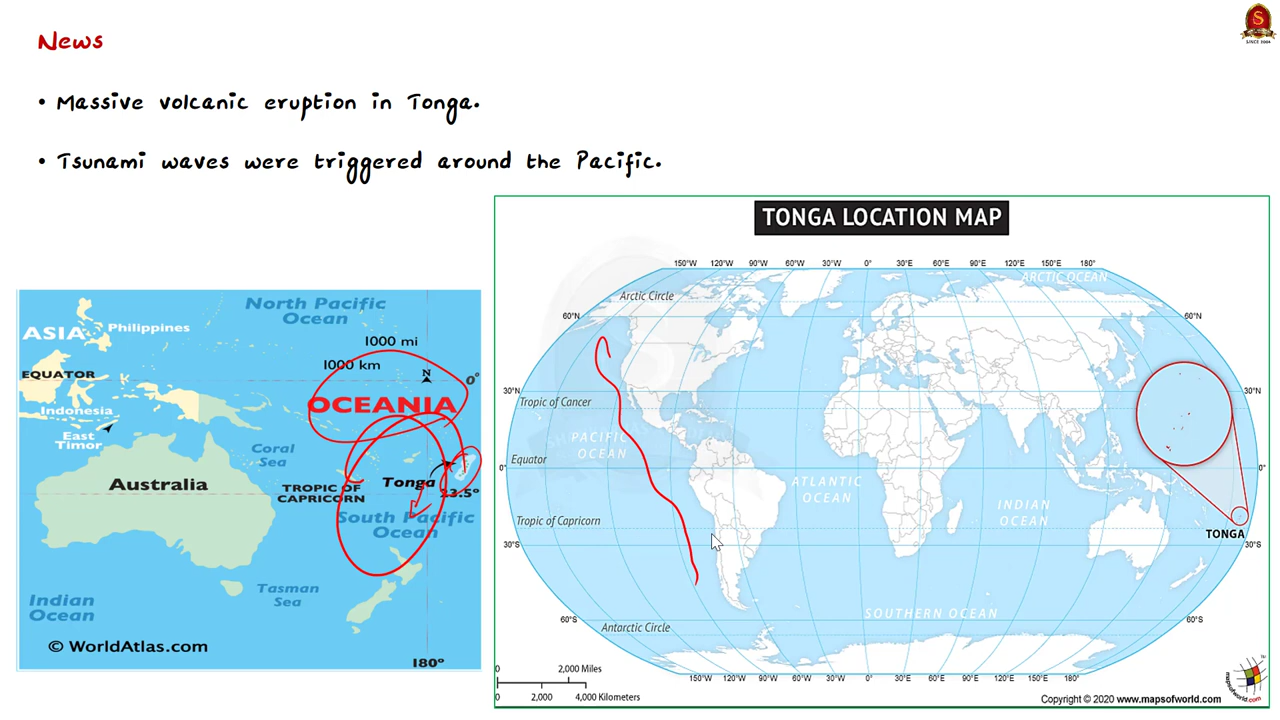 News
S
SINCE 2004
• Massive volcanic eruption in Tonga.
• Tsunami waves were triggered around the Pacific.
North Pacific
Ocean
ASIA
Philippines
1000 mi
1000 km
N
EQUATOR
0°
OCEANIA
Indonesia
East
Timor
Coral
Sea
Australia
TROPIC OF
CAPRICORN
Tonga
23.5°
South Pacific
Ocean
Tasman
Sea
Indian
Ocean
© WorldAtlas.com
180°
TONGA LOCATION MAP
150°W 120°W 90°W 60°W 30°W 0° 30°E 60°E 90°E 120°E 150°E 180°
ARCTIC OCEAN
Arctic Circle
60°N
60°N
30°N
30°N
Tropic of Cancer
PACIFIC
OCEAN
Equator
0°
0°
ATLANTIC
OCEAN
INDIAN
OCEAN
Tropic of Capricorn
TONGA
30°S
30°S
SOUTHERN OCEAN
60°S
60°S
Antarctic Circle
150°W 120°W 90°W 60°W 30°W 0° 30°E 60°E 90°E 120°E 150°E 180°
0 2,000 Miles
0 2,000 4,000 Kilometers
mapsofworld.com
Copyright © 2020 www.mapsofworld.com